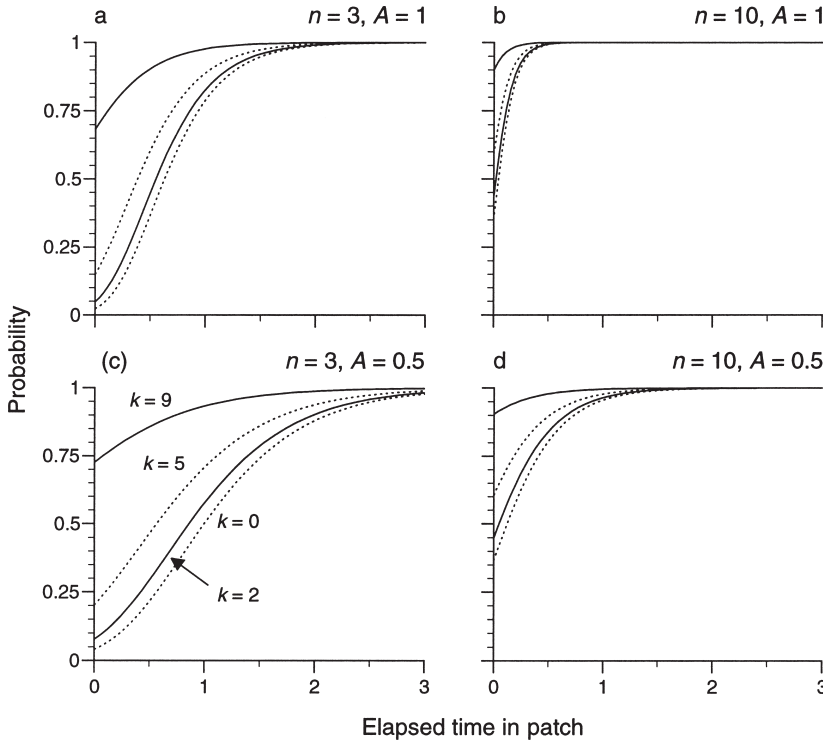 a n = 3, A = 1
b n = 10, A = 1
1
0.75
0.5
0.25
0
(c) n = 3, A = 0.5
d n = 10, A = 0.5
1
0.75
0.5
0.25
0
k = 9
k = 5
k = 0
k = 2
0 1 2 3
0 1 2 3
Probability
Elapsed time in patch